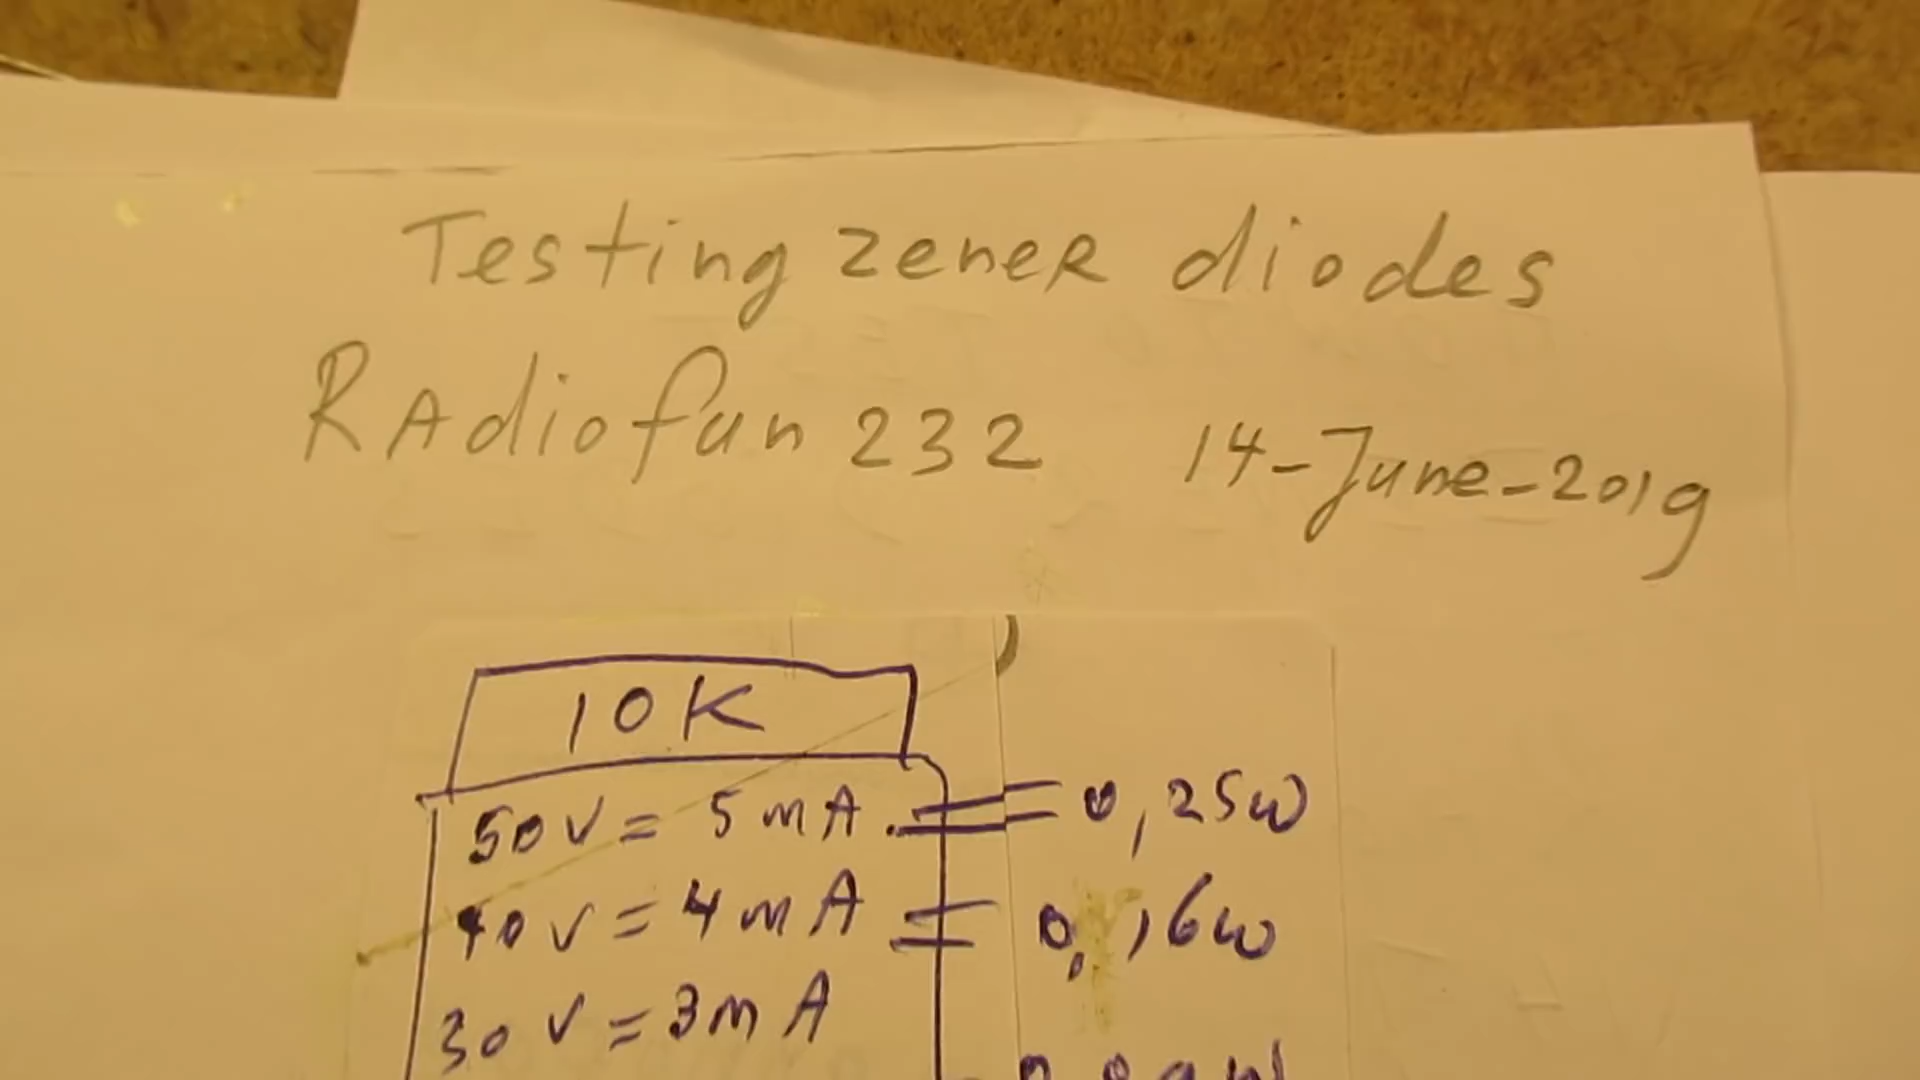 Testing zener diodes
Radiofun 232 14-June-2019
10K
50V = 5mA = 0,25W
40V = 4mA = 0,16W
30V = 3mA